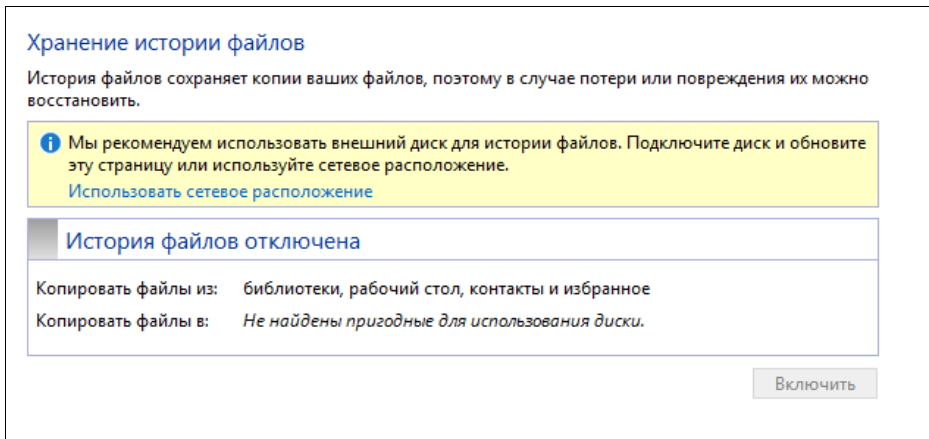 Хранение истории файлов
История файлов сохраняет копии ваших файлов, поэтому в случае потери или повреждения их можно
восстановить.
Мы рекомендуем использовать внешний диск для истории файлов. Подключите диск и обновите
эту страницу или используйте сетевое расположение.
Использовать сетевое расположение
История файлов отключена
Копировать файлы из: библиотеки, рабочий стол, контакты и избранное
Копировать файлы в: Не найдены пригодные для использования диски.
Включить